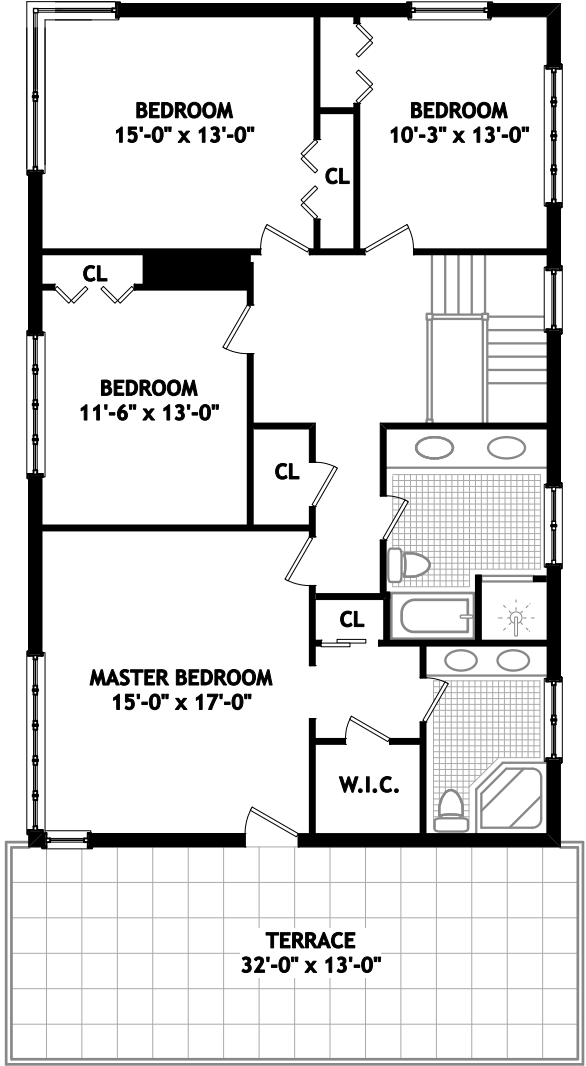 BEDROOM
15'-0" x 13'-0"
BEDROOM
10'-3" x 13'-0"
CL
CL
BEDROOM
11'-6" x 13'-0"
CL
CL
MASTER BEDROOM
15'-0" x 17'-0"
W.I.C.
TERRACE
32'-0" x 13'-0"